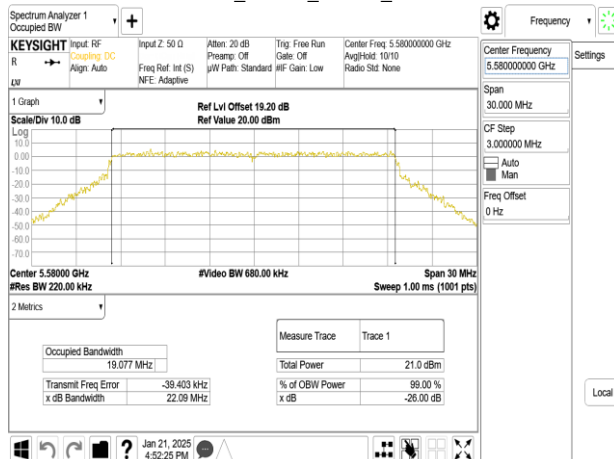 Spectrum Analyzer 1
Occupied BW
Frequency
KEYSIGHT
Input: RF
Coupling: DC
Align: Auto
Input Z: 50 Ω
Freq Ref: Int (S)
NFE: Adaptive
Atten: 20 dB
Preamp: Off
µW Path: Standard
Trig: Free Run
Gate: Off
#IF Gain: Low
Center Freq: 5.580000000 GHz
Avg|Hold: 10/10
Radio Std: None
R
Center Frequency
5.580000000 GHz
Settings
Span
30.000 MHz
CF Step
3.000000 MHz
Auto
Man
Freq Offset
0 Hz
Local
1 Graph
Scale/Div 10.0 dB
Ref Lvl Offset 19.20 dB
Ref Value 20.00 dBm
Log
10.0
0.00
-10.0
-20.0
-30.0
-40.0
-50.0
-60.0
-70.0
Center 5.58000 GHz
#Video BW 680.00 kHz
Span 30 MHz
#Res BW 220.00 kHz
Sweep 1.00 ms (1001 pts)
2 Metrics
Measure Trace
Trace 1
Occupied Bandwidth
19.077 MHz
Total Power
21.0 dBm
Transmit Freq Error
-39.403 kHz
% of OBW Power
99.00 %
x dB Bandwidth
22.09 MHz
x dB
-26.00 dB
?
Jan 21, 2025
4:52:25 PM